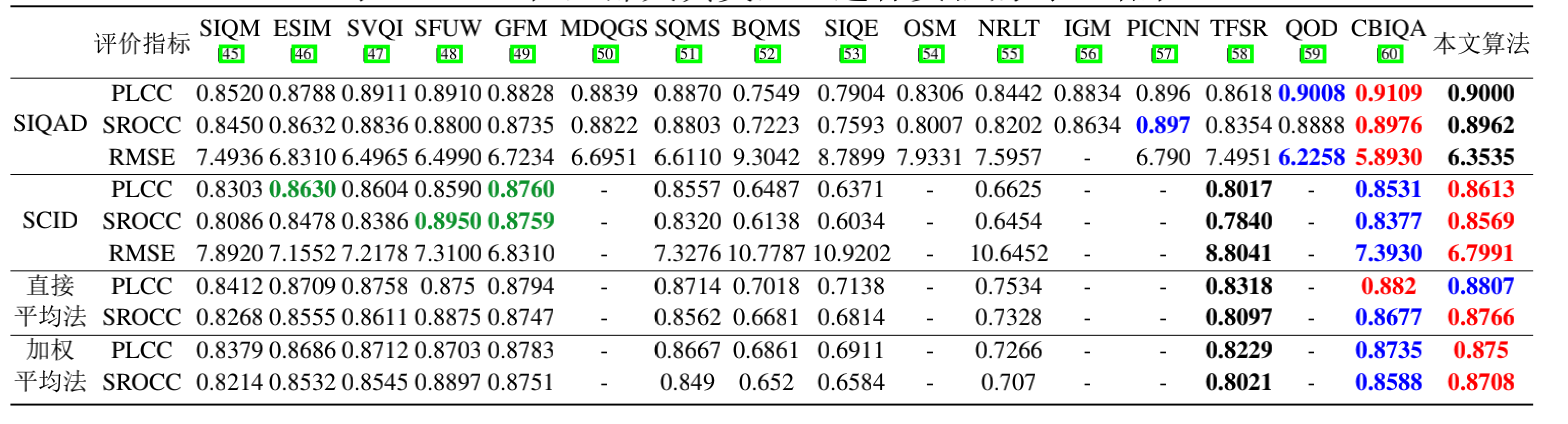 评价指标 SIQM ESIM SVQI SFUW GFM MDQGS SQMS BQMS SIQE OSM NRLT IGM PICNN TFSR QOD CBIQA 本文算法
[45] [46] [47] [48] [49] [50] [51] [52] [53] [54] [55] [56] [57] [58] [59] [60]
PLCC 0.8520 0.8788 0.8911 0.8910 0.8828 0.8839 0.8870 0.7549 0.7904 0.8306 0.8442 0.8834 0.896 0.8618 0.9008 0.9109 0.9000
SIQAD SROCC 0.8450 0.8632 0.8836 0.8800 0.8735 0.8822 0.8803 0.7223 0.7593 0.8007 0.8202 0.8634 0.897 0.8354 0.8888 0.8976 0.8962
RMSE 7.4936 6.8310 6.4965 6.4990 6.7234 6.6951 6.6110 9.3042 8.7899 7.9331 7.5957 - 6.790 7.4951 6.2258 5.8930 6.3535
PLCC 0.8303 0.8630 0.8604 0.8590 0.8760 - 0.8557 0.6487 0.6371 - 0.6625 - - 0.8017 - 0.8531 0.8613
SCID SROCC 0.8086 0.8478 0.8386 0.8950 0.8759 - 0.8320 0.6138 0.6034 - 0.6454 - - 0.7840 - 0.8377 0.8569
RMSE 7.8920 7.1552 7.2178 7.3100 6.8310 - 7.3276 10.7787 10.9202 - 10.6452 - - 8.8041 - 7.3930 6.7991
直接 PLCC 0.8412 0.8709 0.8758 0.875 0.8794 - 0.8714 0.7018 0.7138 - 0.7534 - - 0.8318 - 0.882 0.8807
平均法 SROCC 0.8268 0.8555 0.8611 0.8875 0.8747 - 0.8562 0.6681 0.6814 - 0.7328 - - 0.8097 - 0.8677 0.8766
加权 PLCC 0.8379 0.8686 0.8712 0.8703 0.8783 - 0.8667 0.6861 0.6911 - 0.7266 - - 0.8229 - 0.8735 0.875
平均法 SROCC 0.8214 0.8532 0.8545 0.8897 0.8751 - 0.849 0.652 0.6584 - 0.707 - - 0.8021 - 0.8588 0.8708